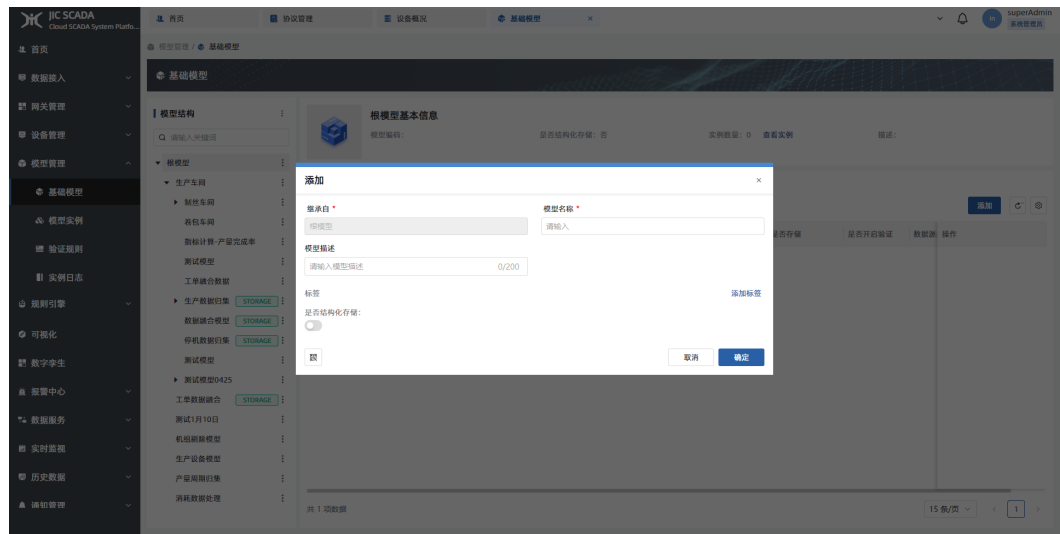 JIC SCADA
Cloud SCADA System Platfo...
首页
协议管理
设备概况
基础模型 ×
superAdmin
系统管理员
首页
数据接入
网关管理
设备管理
模型管理
基础模型
模型实例
验证规则
实例日志
规则引擎
可视化
数字孪生
报警中心
数据服务
实时监视
历史数据
通知管理
模型管理 / 基础模型
基础模型
模型结构
请输入关键词
根模型
生产车间
制丝车间
卷包车间
指标计算-产量完成率
测试模型
工单融合数据
生产数据归集 STORAGE
数据融合模型 STORAGE
停机数据归集 STORAGE
测试模型
测试模型0425
工单数据融合 STORAGE
测试1月10日
机组剔除模型
生产设备模型
产量周期归集
消耗数据处理
根模型基本信息
模型编码:
是否结构化存储: 否
实例数量: 0 查看实例
描述:
添加
是否存储
是否开启验证
数据源
操作
添加 ×
继承自 *
根模型
模型名称 *
请输入
模型描述
请输入模型描述 0/200
标签
添加标签
是否结构化存储:
取消
确定
共 1 项数据
15 条/页
1